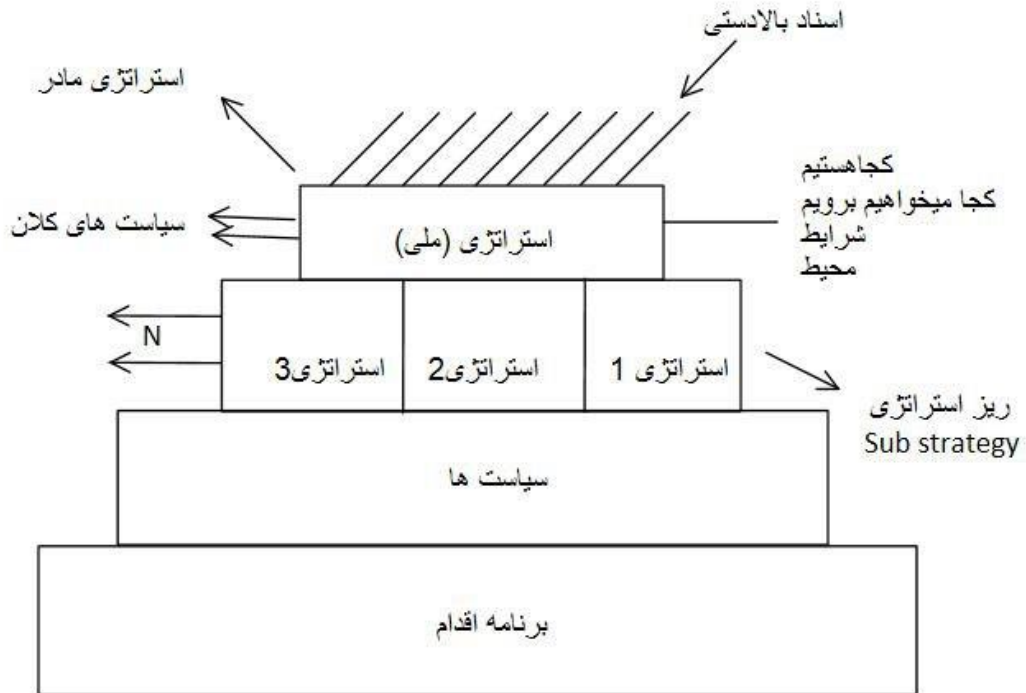 اسناد بالادستی
استراتژی مادر
کجاهستیم
کجا میخواهیم برویم
شرایط
محیط
سیاست های کلان
استراتژی (ملی)
N
استراتژی 1
استراتژی2
استراتژی3
ریز استراتژی
Sub strategy
سیاست ها
برنامه اقدام